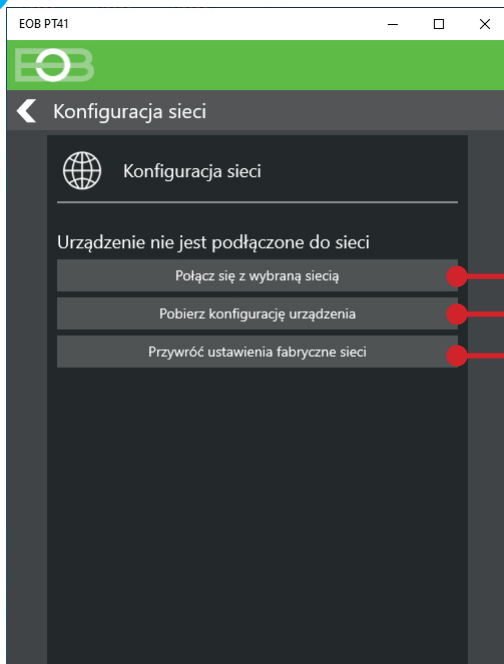 EOB PT41
EOB
Konfiguracja sieci
Konfiguracja sieci
Urządzenie nie jest podłączone do sieci
Połącz się z wybraną siecią
Pobierz konfigurację urządzenia
Przywróć ustawienia fabryczne sieci